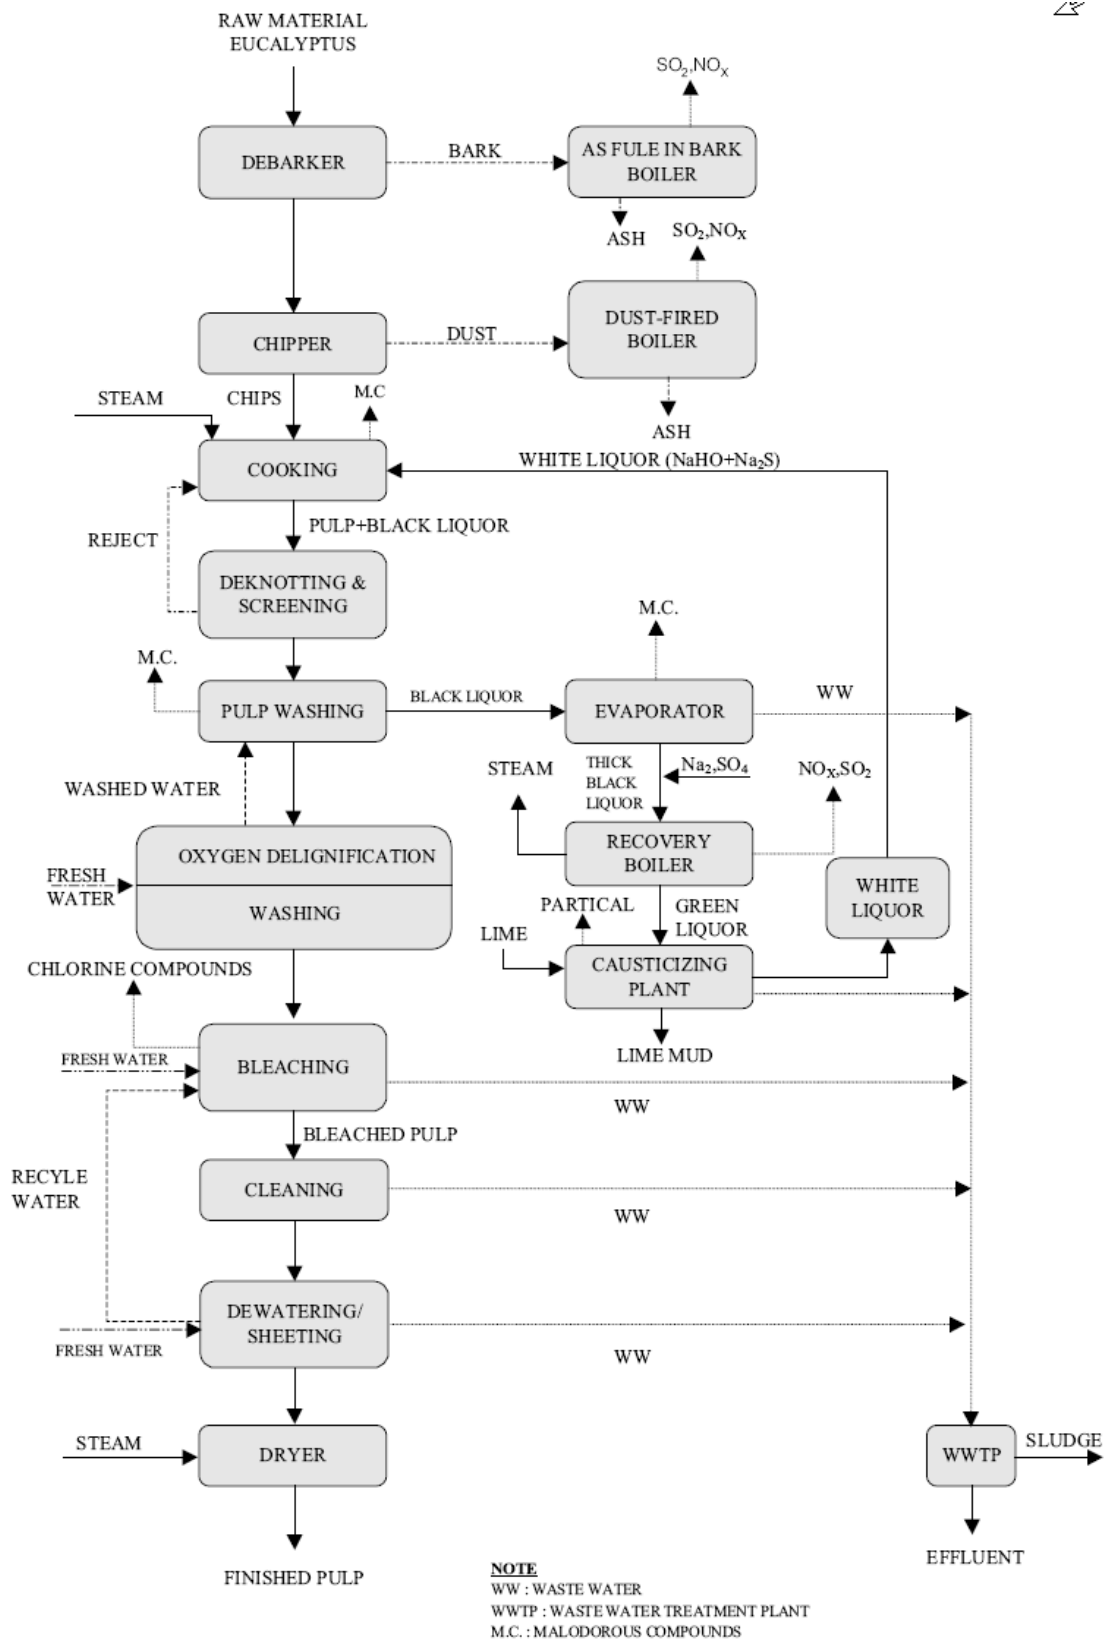 RAW MATERIAL
EUCALYPTUS
SO₂,NOX
DEBARKER
BARK
AS FULE IN BARK
BOILER
ASH
SO₂,NOX
CHIPPER
DUST
DUST-FIRED
BOILER
STEAM
CHIPS
M.C
ASH
COOKING
WHITE LIQUOR (NaHO+Na₂S)
PULP+BLACK LIQUOR
REJECT
DEKNOTTING &
SCREENING
M.C.
M.C.
PULP WASHING
BLACK LIQUOR
EVAPORATOR
WW
WASHED WATER
STEAM
THICK
BLACK
LIQUOR
Na₂,SO₄
NOX,SO₂
OXYGEN DELIGNIFICATION
RECOVERY
BOILER
FRESH
WATER
WASHING
WHITE
LIQUOR
PARTICAL
GREEN
LIQUOR
LIME
CHLORINE COMPOUNDS
CAUSTICIZING
PLANT
LIME MUD
FRESH WATER
BLEACHING
WW
BLEACHED PULP
RECYLE
WATER
CLEANING
WW
DEWATERING/
SHEETING
FRESH WATER
WW
STEAM
DRYER
WWTP
SLUDGE
EFFLUENT
FINISHED PULP
NOTE
WW : WASTE WATER
WWTP : WASTE WATER TREATMENT PLANT
M.C. : MALODOROUS COMPOUNDS